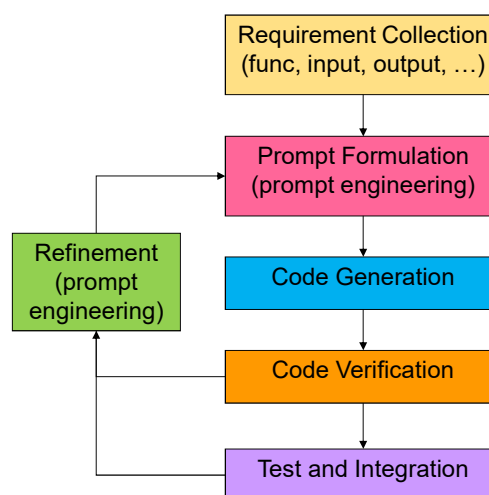 Requirement Collection
(func, input, output, …)
Prompt Formulation
(prompt engineering)
Refinement
(prompt
engineering)
Code Generation
Code Verification
Test and Integration